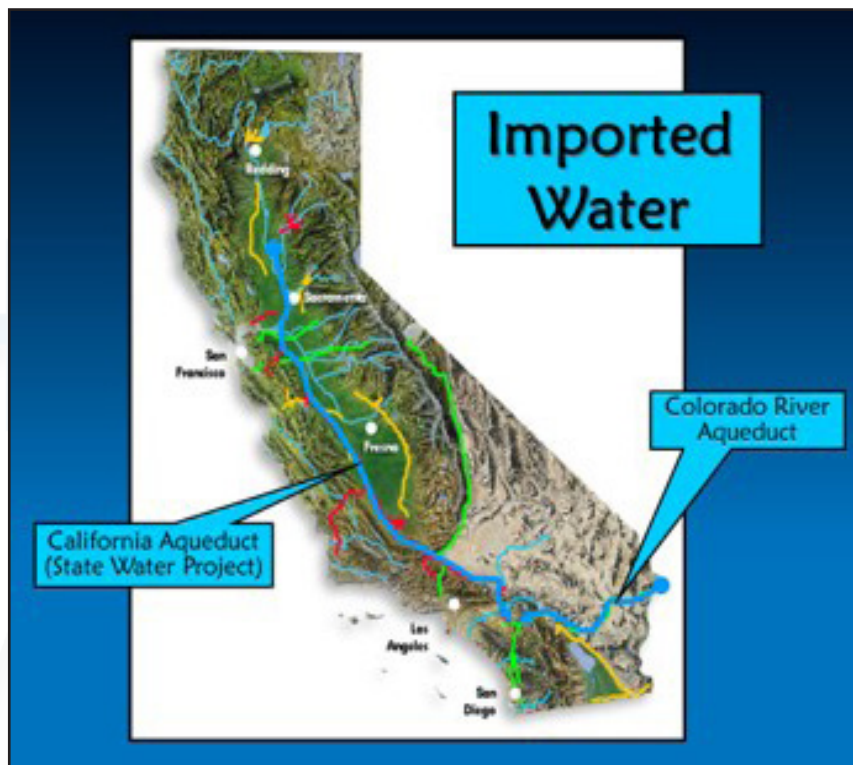 Imported
Water
Redding
Sacramento
San
Francisco
Fresno
Colorado River
Aqueduct
California Aqueduct
(State Water Project)
Los
Angeles
San
Diego